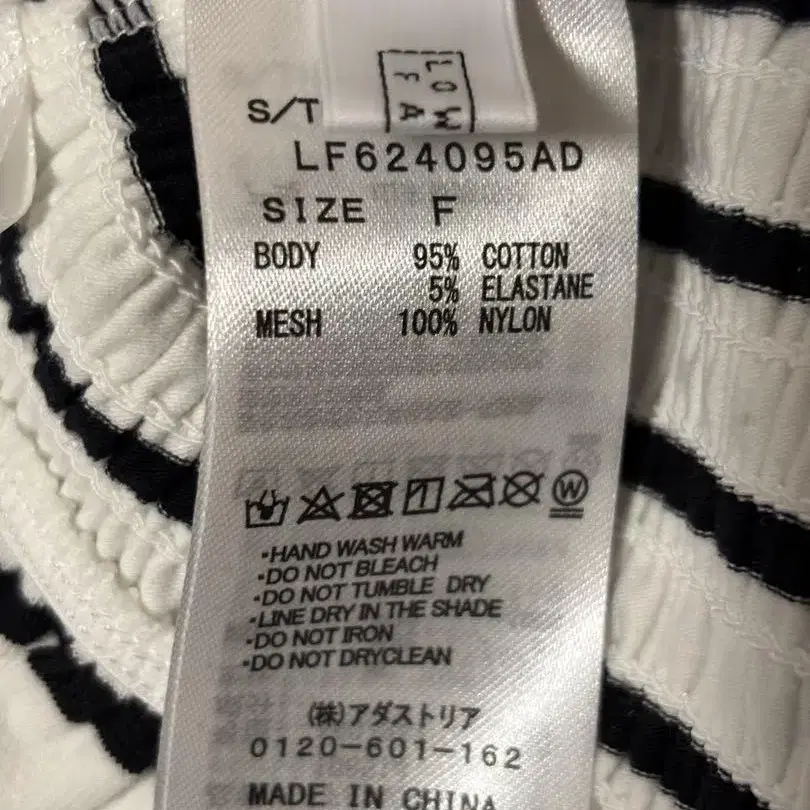 LOW
FA
S/T
LF624095AD
SIZE F
BODY 95% COTTON
5% ELASTANE
MESH 100% NYLON
W
・HAND WASH WARM
・DO NOT BLEACH
・DO NOT TUMBLE DRY
・LINE DRY IN THE SHADE
・DO NOT IRON
・DO NOT DRYCLEAN
(株)アダストリア
0120-601-162
MADE IN CHINA